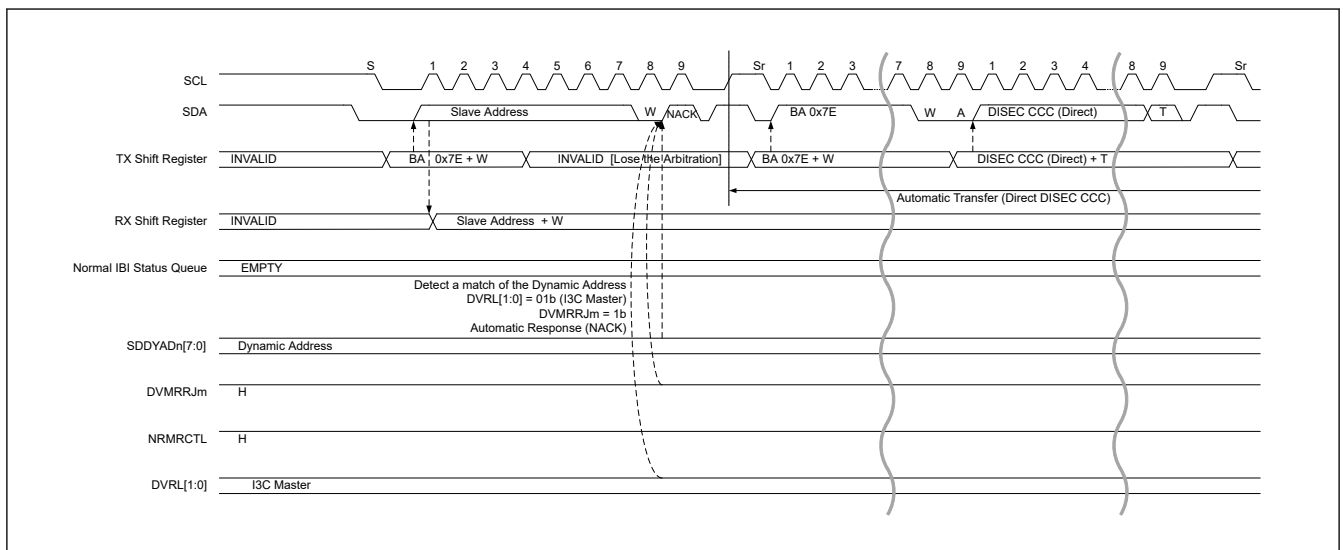 S 1 2 3 4 5 6 7 8 9 Sr 1 2 3 7 8 9 1 2 3 4 8 9 Sr
SCL
SDA Slave Address W NACK BA 0x7E W A DISEC CCC (Direct) T
TX Shift Register INVALID BA 0x7E + W INVALID [Lose the Arbitration] BA 0x7E + W DISEC CCC (Direct) + T
Automatic Transfer (Direct DISEC CCC)
RX Shift Register INVALID Slave Address + W
Normal IBI Status Queue EMPTY
Detect a match of the Dynamic Address
DVRL[1:0] = 01b (I3C Master)
DVMRRJm = 1b
Automatic Response (NACK)
SDDYADn[7:0] Dynamic Address
DVMRRJm H
NRMRCTL H
DVRL[1:0] I3C Master